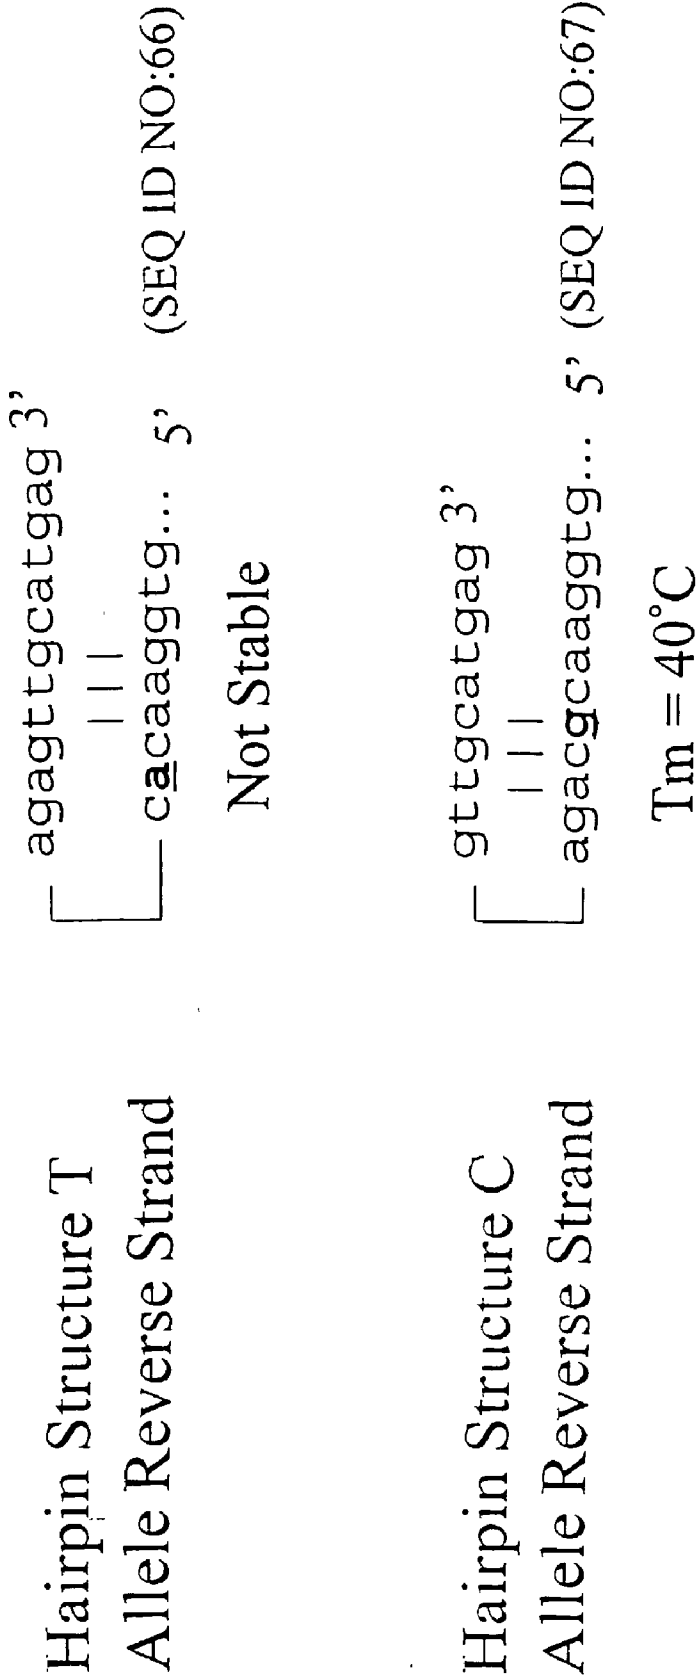 Hairpin Structure T
Allele Reverse Strand
agagttgcatgag 3’
cacaaggtg... 5’ (SEQ ID NO:66)
Not Stable
Hairpin Structure C
Allele Reverse Strand
gttgcatgag 3’
agacgcaaggtg... 5’ (SEQ ID NO:67)
Tm = 40°C